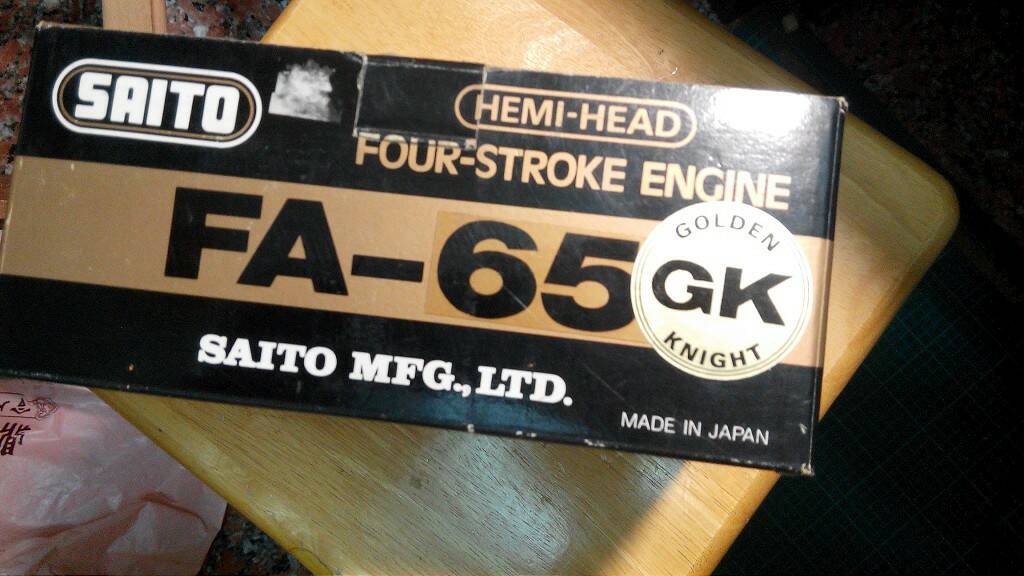 SAITO
HEMI-HEAD
FOUR-STROKE ENGINE
FA-65
GOLDEN
GK
KNIGHT
SAITO MFG., LTD.
MADE IN JAPAN